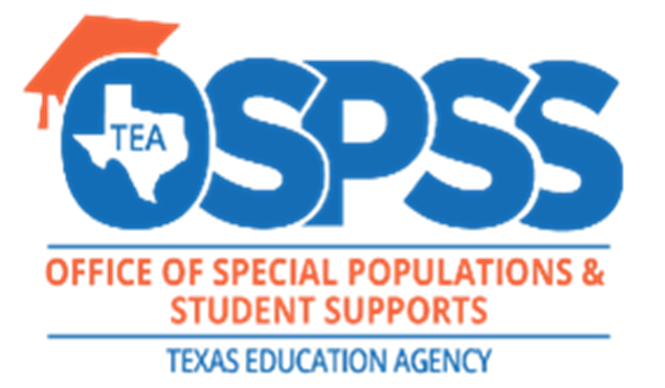 OSPSS
TEA
OFFICE OF SPECIAL POPULATIONS &
STUDENT SUPPORTS
TEXAS EDUCATION AGENCY